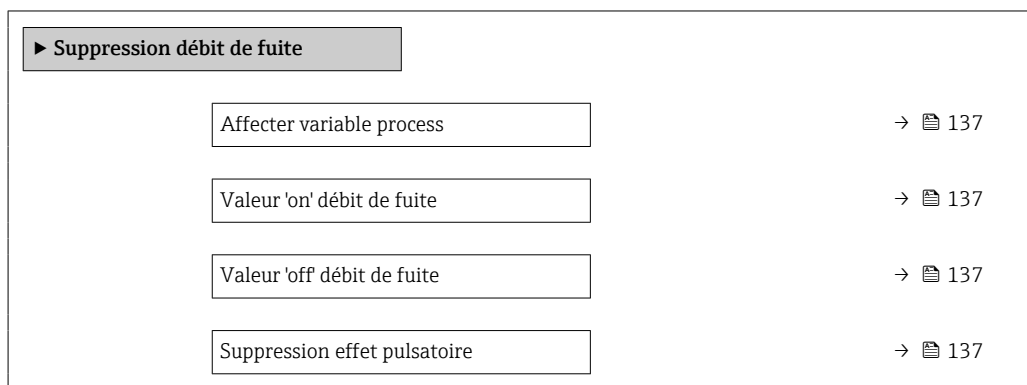 ▶ Suppression débit de fuite
Affecter variable process → 137
Valeur 'on' débit de fuite → 137
Valeur 'off' débit de fuite → 137
Suppression effet pulsatoire → 137